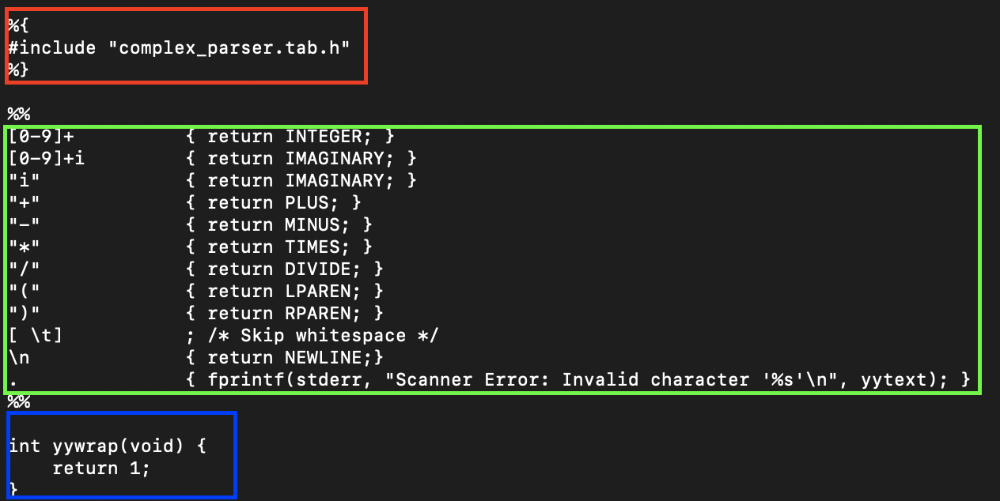 %{
#include "complex_parser.tab.h"
%}
%%
[0-9]+          { return INTEGER; }
[0-9]+i         { return IMAGINARY; }
"i"             { return IMAGINARY; }
"+"             { return PLUS; }
"-"             { return MINUS; }
"*"             { return TIMES; }
"/"             { return DIVIDE; }
"("             { return LPAREN; }
")"             { return RPAREN; }
[ \t]           ; /* Skip whitespace */
\n              { return NEWLINE;}
.               { fprintf(stderr, "Scanner Error: Invalid character '%s'\n", yytext); }
%%
int yywrap(void) {
    return 1;
}